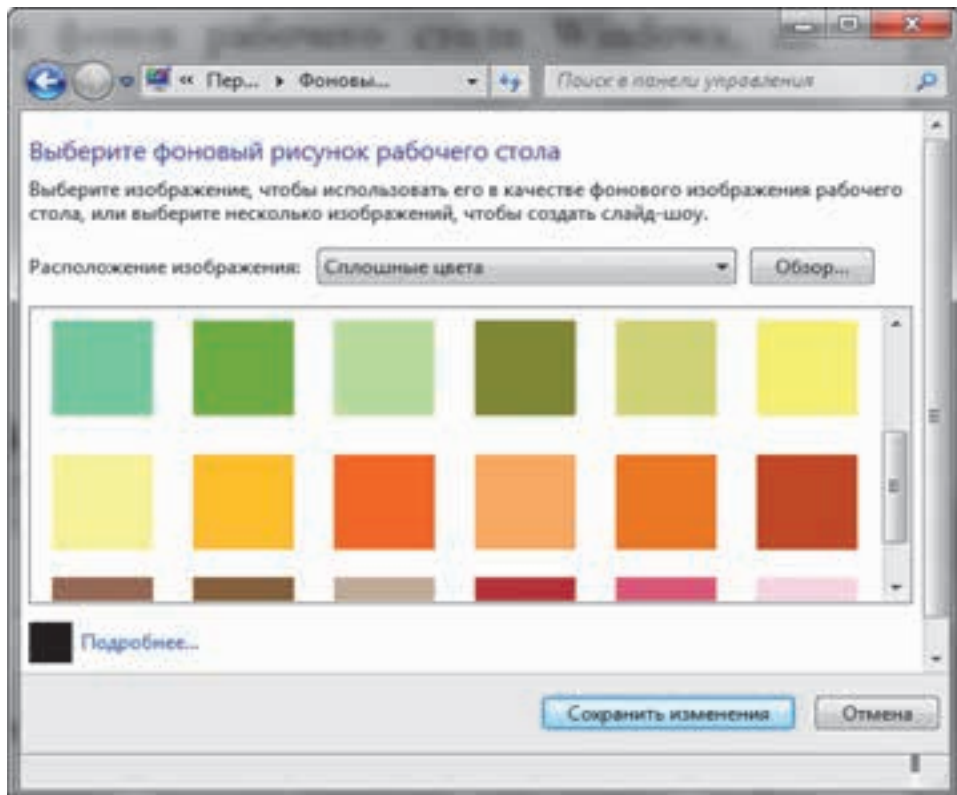 « Пер... ▸ Фоновы...
Поиск в панели управления
Выберите фоновый рисунок рабочего стола
Выберите изображение, чтобы использовать его в качестве фонового изображения рабочего
стола, или выберите несколько изображений, чтобы создать слайд-шоу.
Расположение изображения: Сплошные цвета Обзор...
Подробнее...
Сохранить изменения Отмена